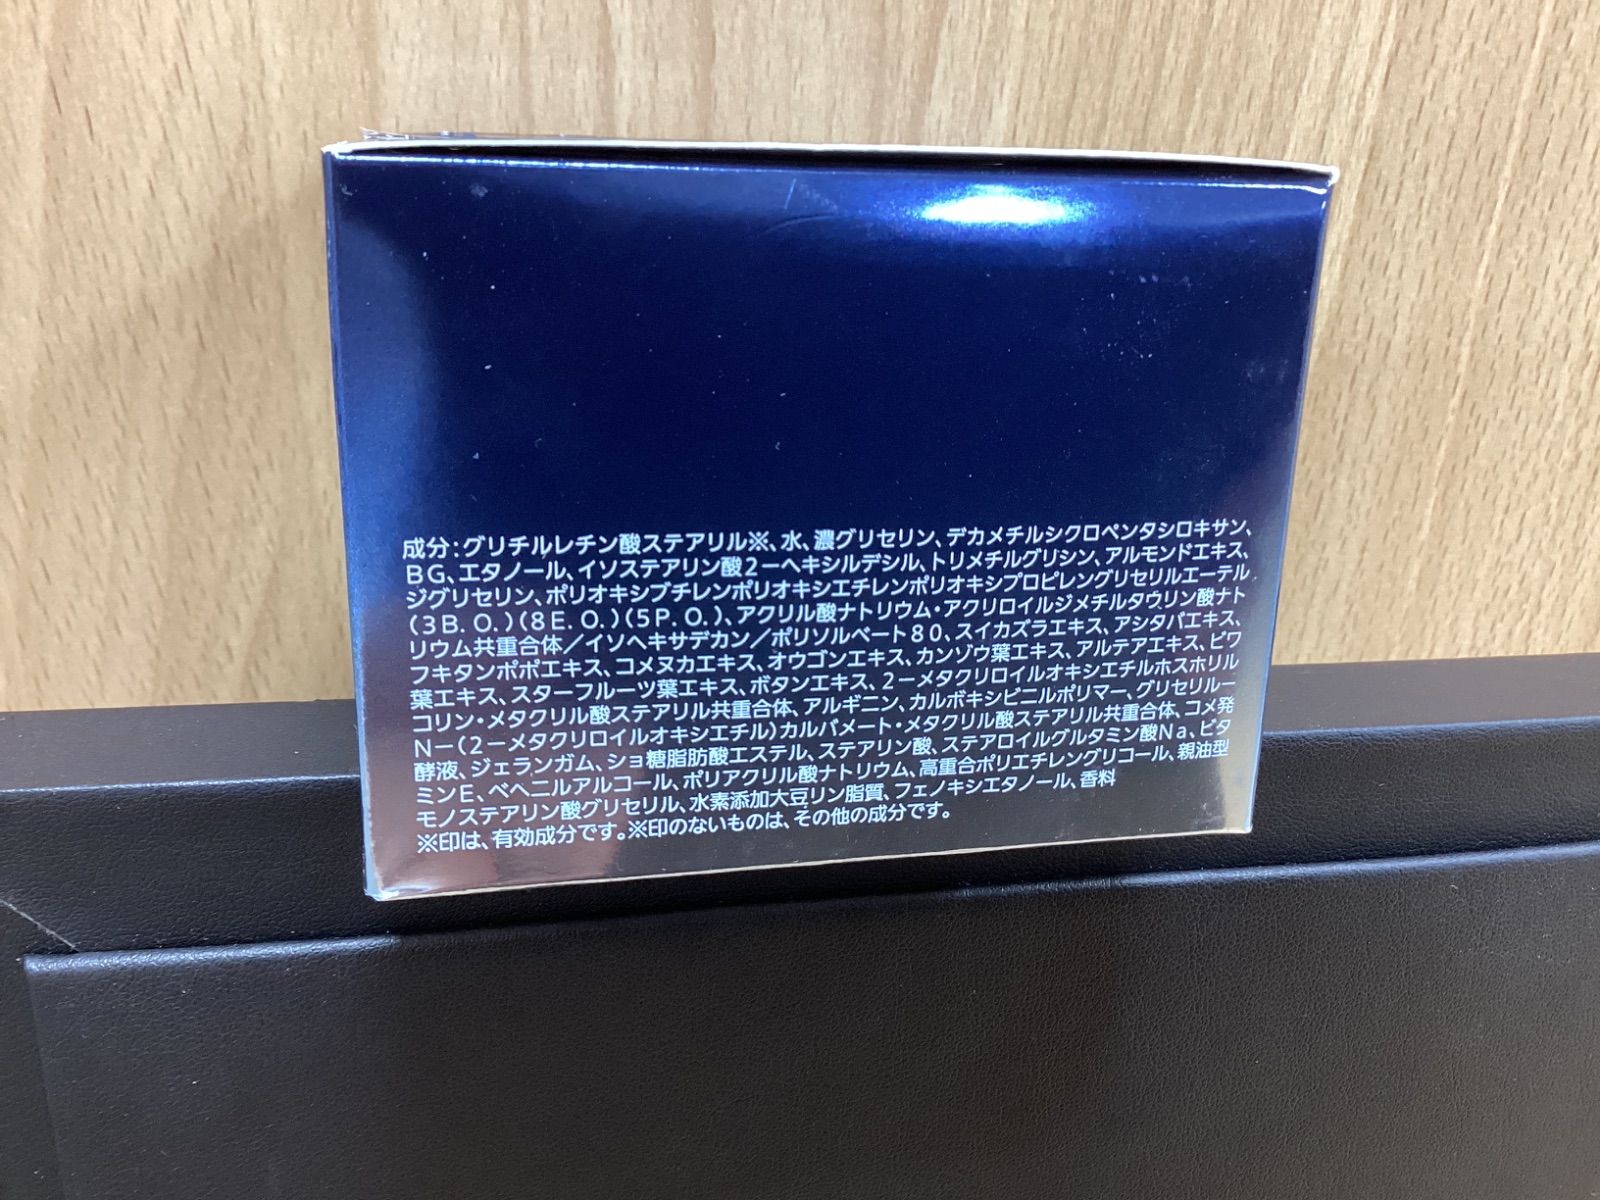 成分：グリチルレチン酸ステアリル※、水、濃グリセリン、デカメチルシクロペンタシロキサン、
BG、エタノール、イソステアリン酸2－ヘキシルデシル、トリメチルグリシン、アルモンドエキス、
ジグリセリン、ポリオキシブチレンポリオキシエチレンポリオキシプロピレングリセリルエーテル
（3B．O．）（8E．O．）（5P．O．）、アクリル酸ナトリウム・アクリロイルジメチルタウリン酸ナト
リウム共重合体／イソヘキサデカン／ポリソルベート80、スイカズラエキス、アシタバエキス、
フキタンポポエキス、コメヌカエキス、オウゴンエキス、カンゾウ葉エキス、アルテアエキス、ビワ
葉エキス、スターフルーツ葉エキス、ボタンエキス、2－メタクリロイルオキシエチルホスホリル
コリン・メタクリル酸ステアリル共重合体、アルギニン、カルボキシビニルポリマー、グリセリル－
N－（2－メタクリロイルオキシエチル）カルバメート・メタクリル酸ステアリル共重合体、コメ発
酵液、ジェランガム、ショ糖脂肪酸エステル、ステアリン酸、ステアロイルグルタミン酸Na、ビタ
ミンE、ベヘニルアルコール、ポリアクリル酸ナトリウム、高重合ポリエチレングリコール、親油型
モノステアリン酸グリセリル、水素添加大豆リン脂質、フェノキシエタノール、香料
※印は、有効成分です。※印のないものは、その他の成分です。